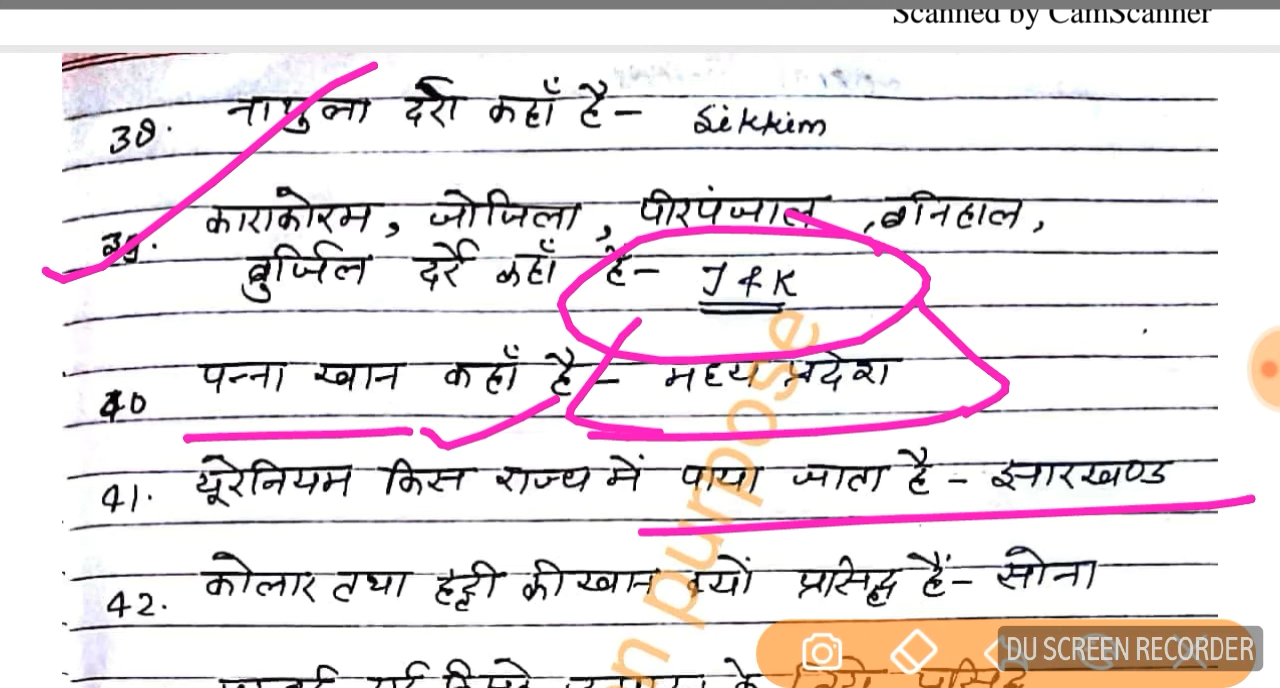 Scanned by CamScanner
38. नाथुला दर्रा कहाँ है - Sikkim
39. काराकोरम, जोजिला, पीरपंजाल, बनिहाल,
बुर्जिल दर्रे कहाँ है - J & K
40 पन्ना खान कहाँ है - मध्य प्रदेश
41. यूरेनियम किस राज्य में पाया जाता है - झारखण्ड
42. कोलार तथा हट्टी की खान क्यों प्रसिद्ध हैं - सोना
के लिये
n purpose
DU SCREEN RECORDER